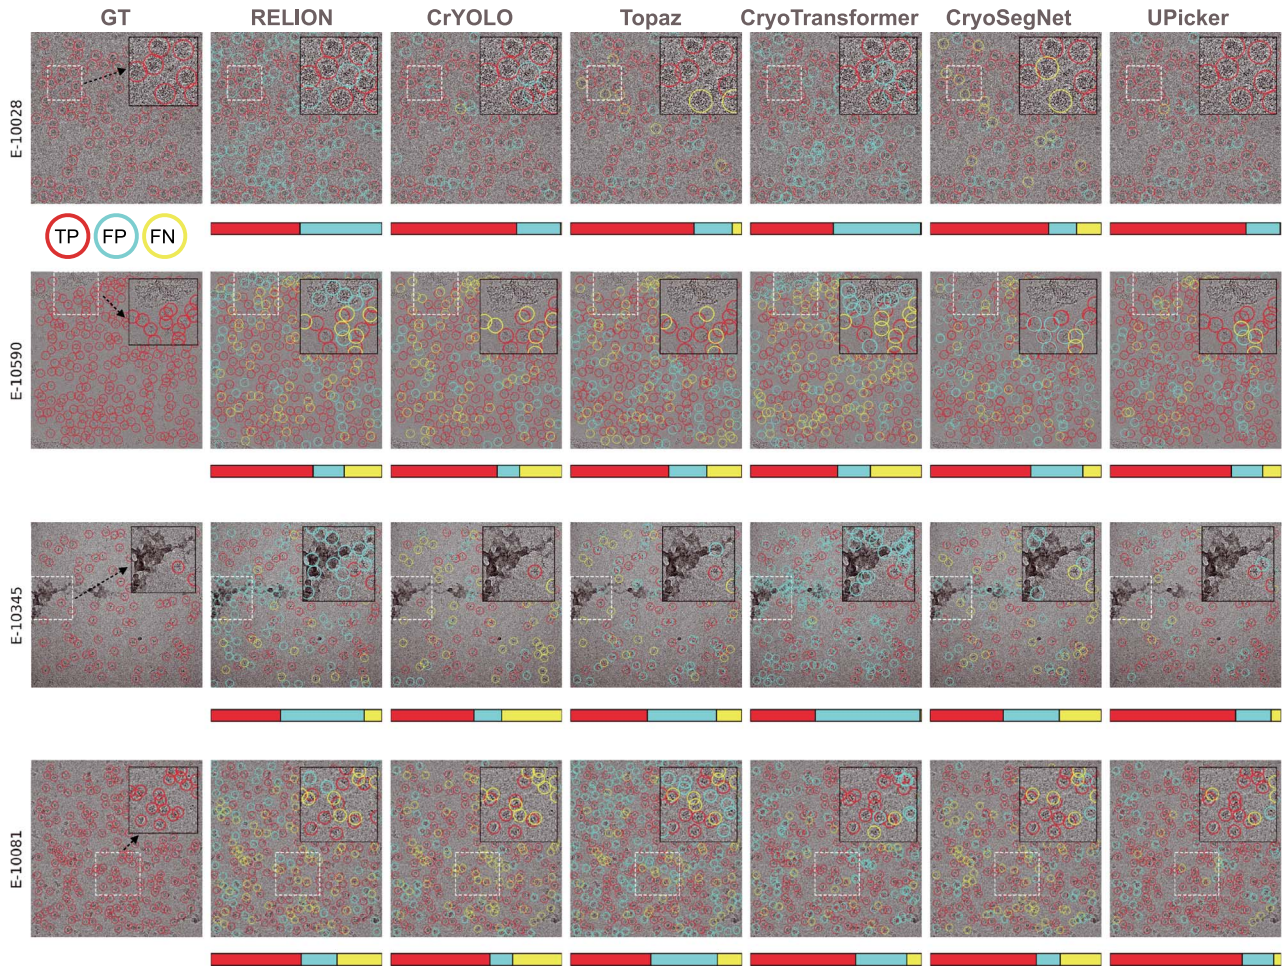 GT RELION CrYOLO Topaz CryoTransformer CryoSegNet UPicker
E-10028
TP FP FN
E-10590
E-10345
E-10081